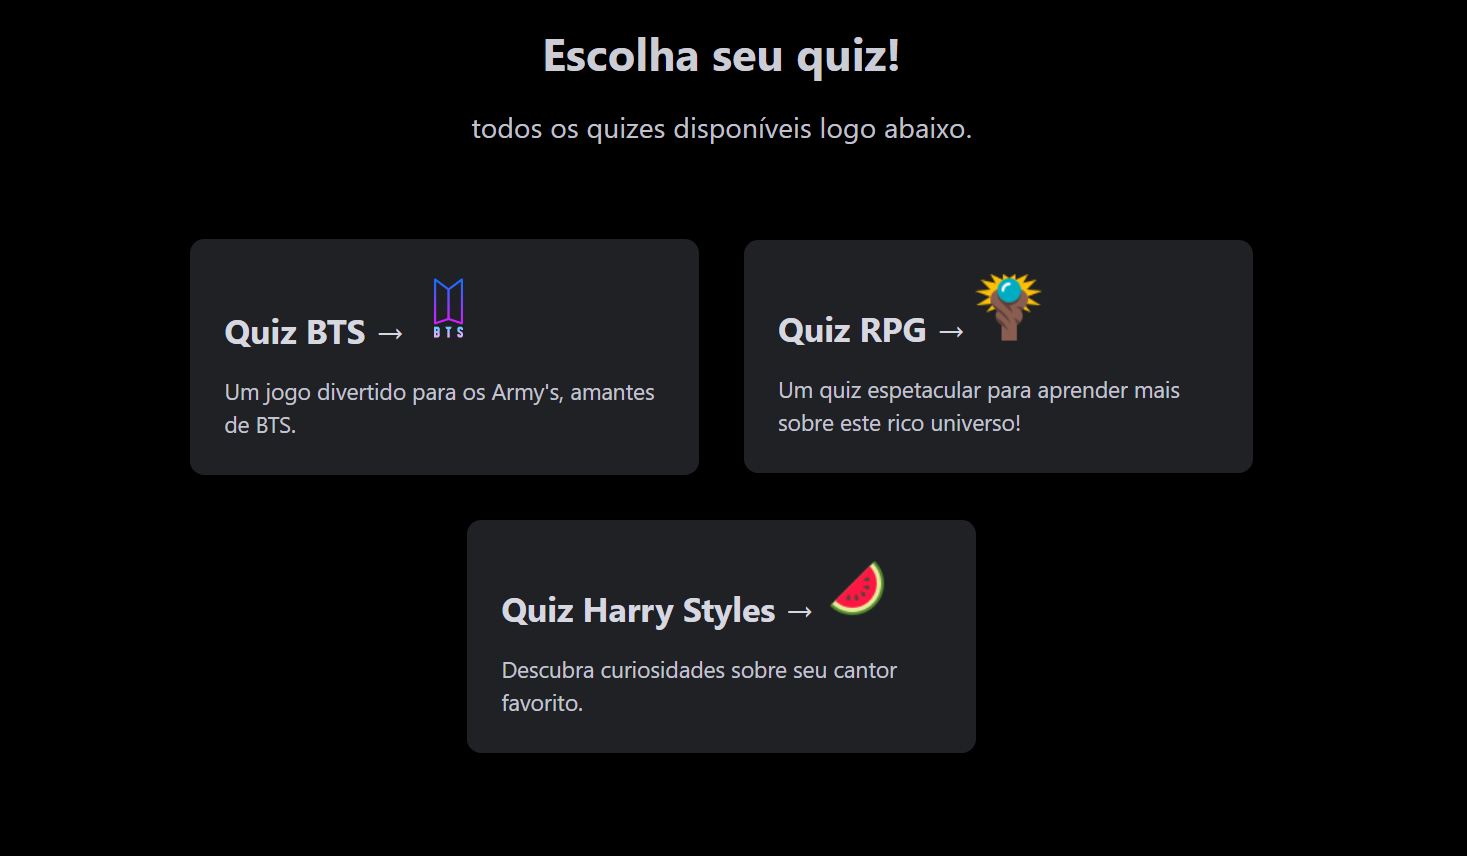 Escolha seu quiz!
todos os quizes disponíveis logo abaixo.
Quiz BTS →
BTS
Um jogo divertido para os Army's, amantes
de BTS.
Quiz RPG →
Um quiz espetacular para aprender mais
sobre este rico universo!
Quiz Harry Styles →
Descubra curiosidades sobre seu cantor
favorito.